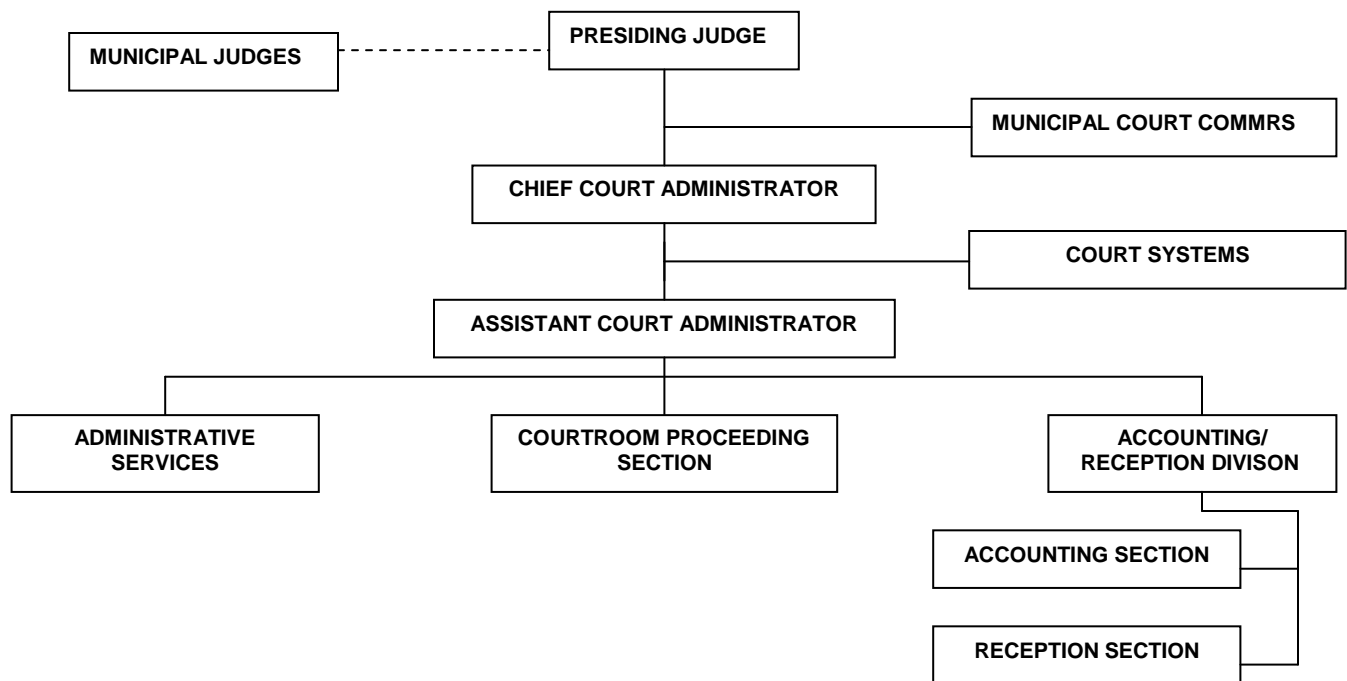 PRESIDING JUDGE
MUNICIPAL JUDGES
MUNICIPAL COURT COMMRS
CHIEF COURT ADMINISTRATOR
COURT SYSTEMS
ASSISTANT COURT ADMINISTRATOR
ADMINISTRATIVE
SERVICES
COURTROOM PROCEEDING
SECTION
ACCOUNTING/
RECEPTION DIVISON
ACCOUNTING SECTION
RECEPTION SECTION